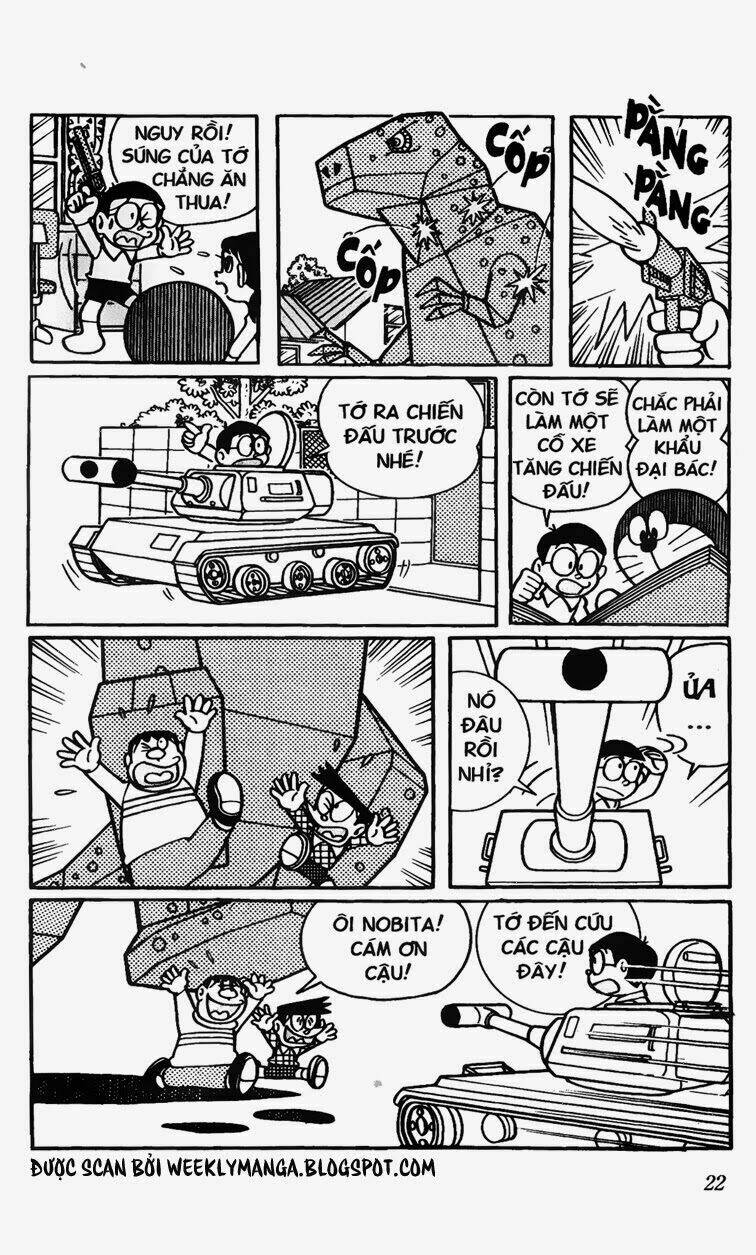 PẰNG
PẰNG
CỐP
CỐP
NGUY RỒI!
SÚNG CỦA TỚ
CHẲNG ĂN
THUA!
CHẮC PHẢI
LÀM MỘT
KHẨU
ĐẠI BÁC!
CÒN TỚ SẼ
LÀM MỘT
CỖ XE
TĂNG CHIẾN
ĐẤU!
TỚ RA CHIẾN
ĐẤU TRƯỚC
NHÉ!
ỦA
...
NÓ
ĐÂU
RỒI
NHỈ?
TỚ ĐẾN CỨU
CÁC CẬU
ĐÂY!
ÔI NOBITA!
CÁM ƠN
CẬU!
ĐƯỢC SCAN BỞI WEEKLYMANGA.BLOGSPOT.COM
22